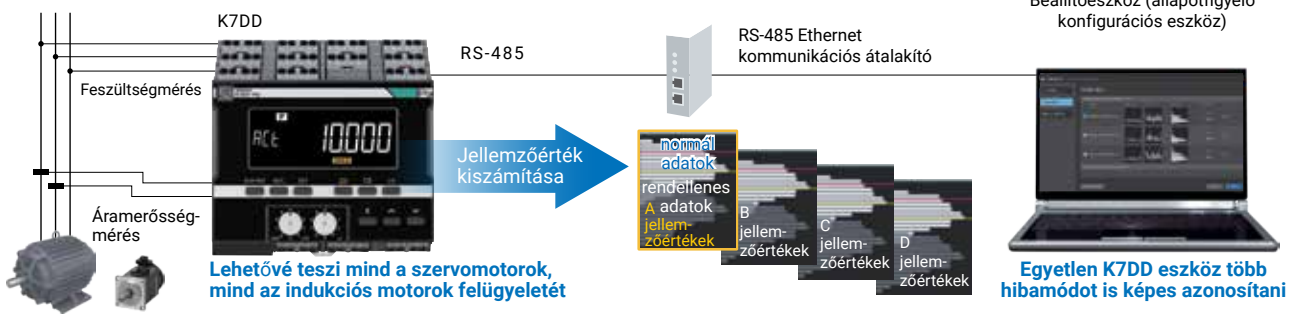 Beállítóeszköz (állapotfigyelő
konfigurációs eszköz)
K7DD
RS-485
RS-485 Ethernet
kommunikációs átalakító
Feszültségmérés
ACt
10.000
Jellemzőérték
kiszámítása
normál
adatok
rendellenes
A adatok
jellem-
zőértékek
B
jellem-
zőértékek
C
jellem-
zőértékek
D
jellem-
zőértékek
Áramerősség-
mérés
Lehetővé teszi mind a szervomotorok,
mind az indukciós motorok felügyeletét
Egyetlen K7DD eszköz több
hibamódot is képes azonosítani